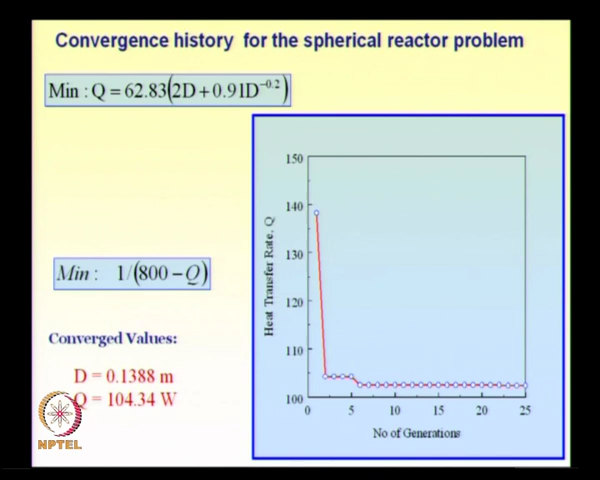 Convergence history for the spherical reactor problem
Min : Q = 62.83(2D + 0.91D⁻⁰·²)
Min : 1/(800 − Q)
Converged Values:
D = 0.1388 m
Q = 104.34 W
NPTEL
150
140
130
120
110
100
Heat Transfer Rate, Q
0 5 10 15 20 25
No of Generations